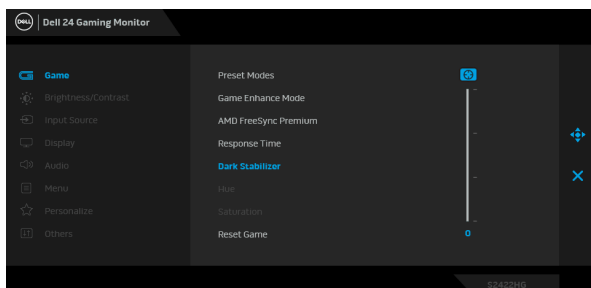 DELL
Dell 24 Gaming Monitor
Game
Brightness/Contrast
Input Source
Display
Audio
Menu
Personalize
Others
Preset Modes
Game Enhance Mode
AMD FreeSync Premium
Response Time
Dark Stabilizer
Hue
Saturation
Reset Game
0
S2422HG